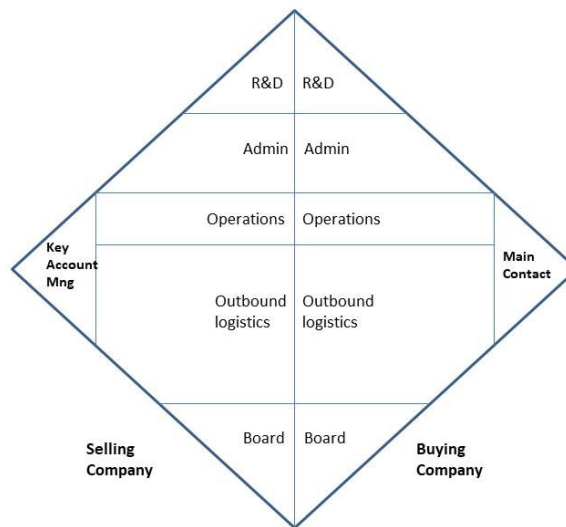 R&D R&D
Admin Admin
Operations Operations
Key
Account
Mng
Main
Contact
Outbound
logistics
Outbound
logistics
Board Board
Selling
Company
Buying
Company